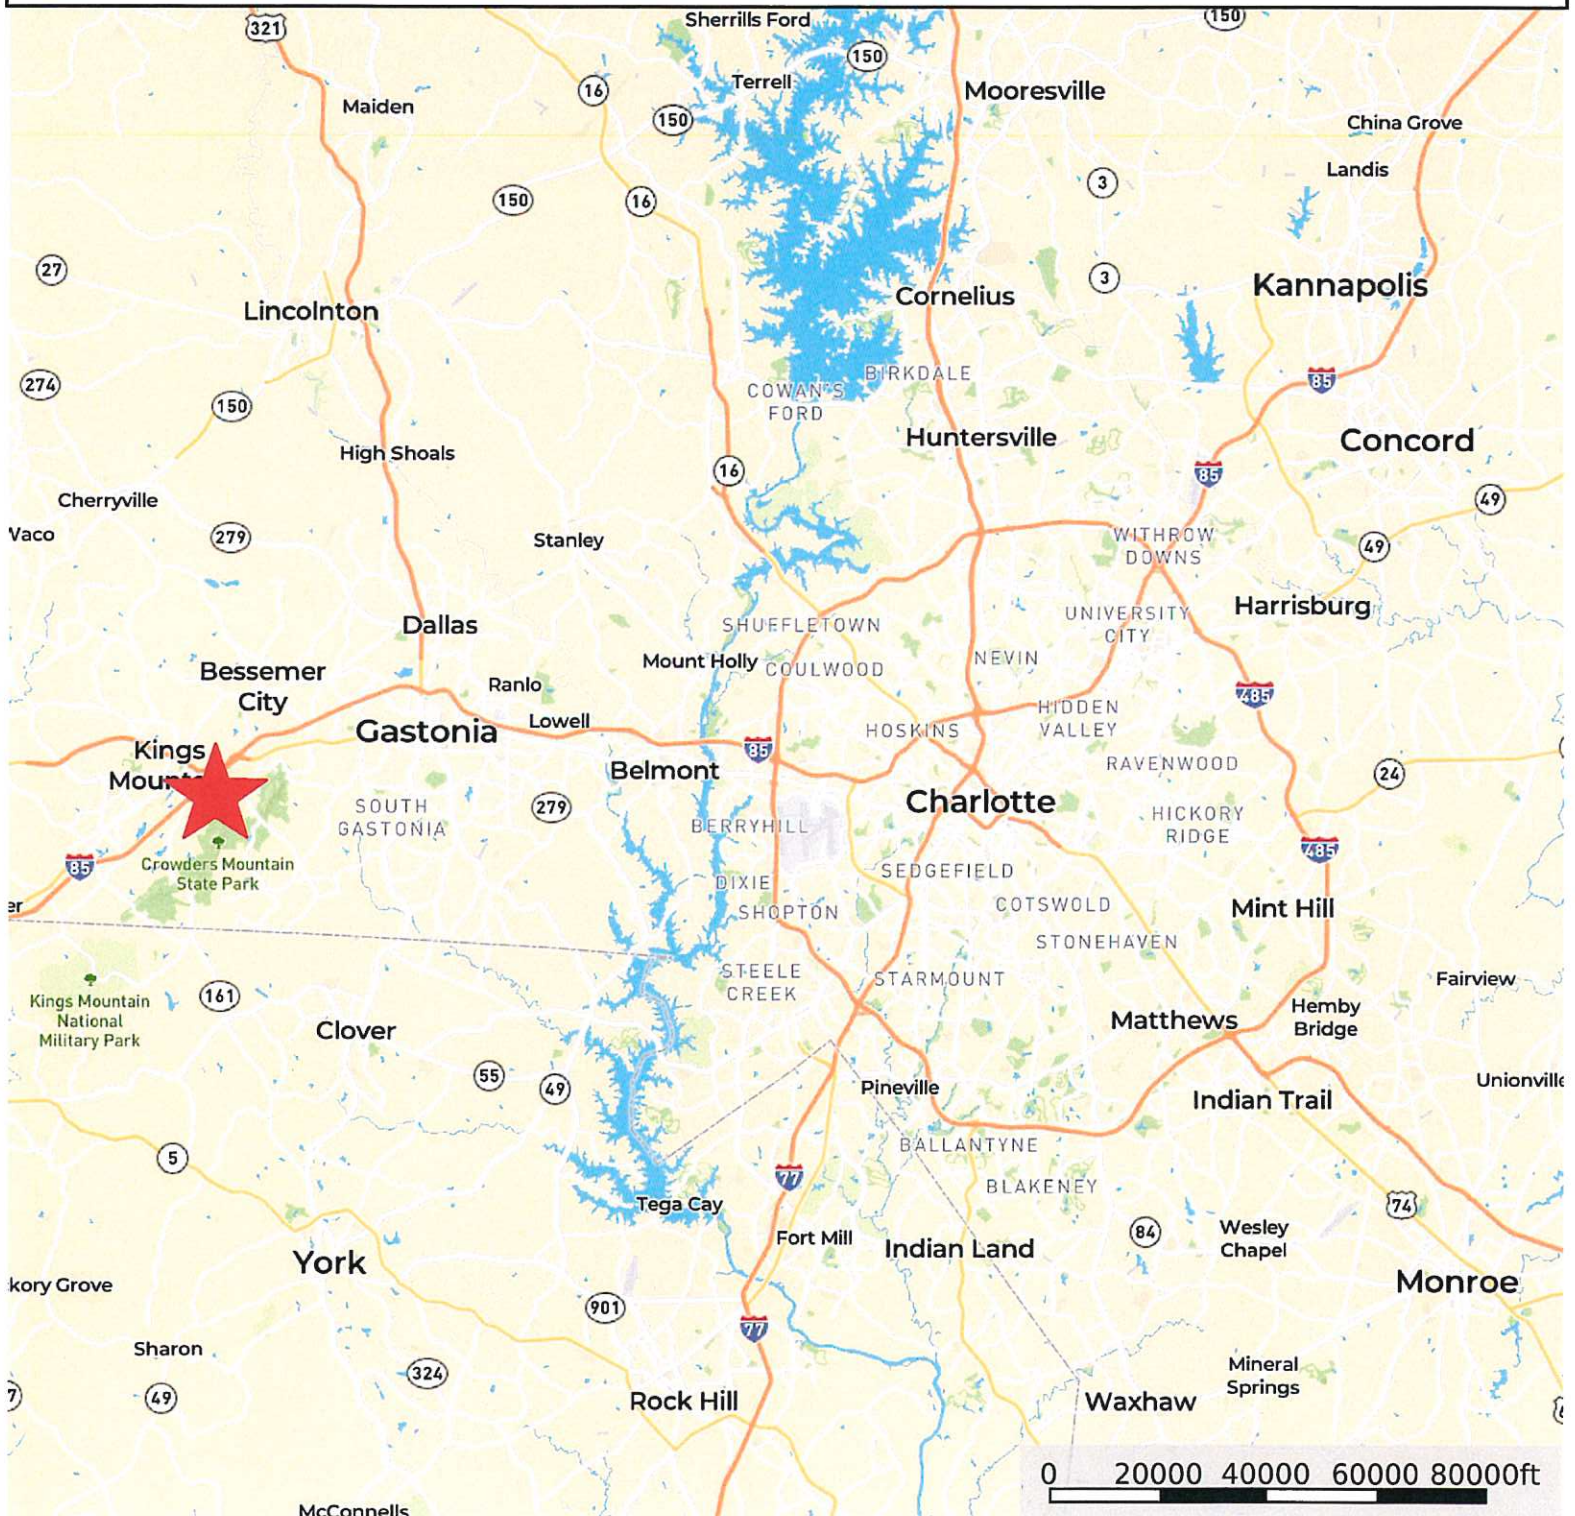 Sherrills Ford
321
150
150
16
Terrell
Mooresville
Maiden
150
China Grove
Landis
3
150
16
27
3
Kannapolis
Cornelius
Lincolnton
BIRKDALE
274
85
COWAN'S
FORD
150
Huntersville
Concord
High Shoals
16
85
Cherryville
49
Waco
279
Stanley
WITHROW
DOWNS
49
Harrisburg
UNIVERSITY
CITY
Dallas
SHUFFLETOWN
Mount Holly
COULWOOD
NEVIN
Bessemer
City
Ranlo
485
Lowell
HIDDEN
VALLEY
Gastonia
HOSKINS
85
Kings
Belmont
RAVENWOOD
24
SOUTH
GASTONIA
279
Charlotte
HICKORY
RIDGE
BERRYHILL
485
85
Crowders Mountain
State Park
SEDGEFIELD
DIXIE
SHOPTON
COTSWOLD
Mint Hill
er
STONEHAVEN
STEELE
CREEK
STARMOUNT
Fairview
Kings Mountain
National
Military Park
161
Clover
Matthews
Hemby
Bridge
55
49
Pineville
Unionville
Indian Trail
BALLANTYNE
5
BLAKENEY
77
Tega Cay
74
Fort Mill
84
Wesley
Chapel
York
Indian Land
kory Grove
Monroe
901
77
Sharon
324
Mineral
Springs
7
49
Rock Hill
Waxhaw
0 20000 40000 60000 80000ft
McConnells